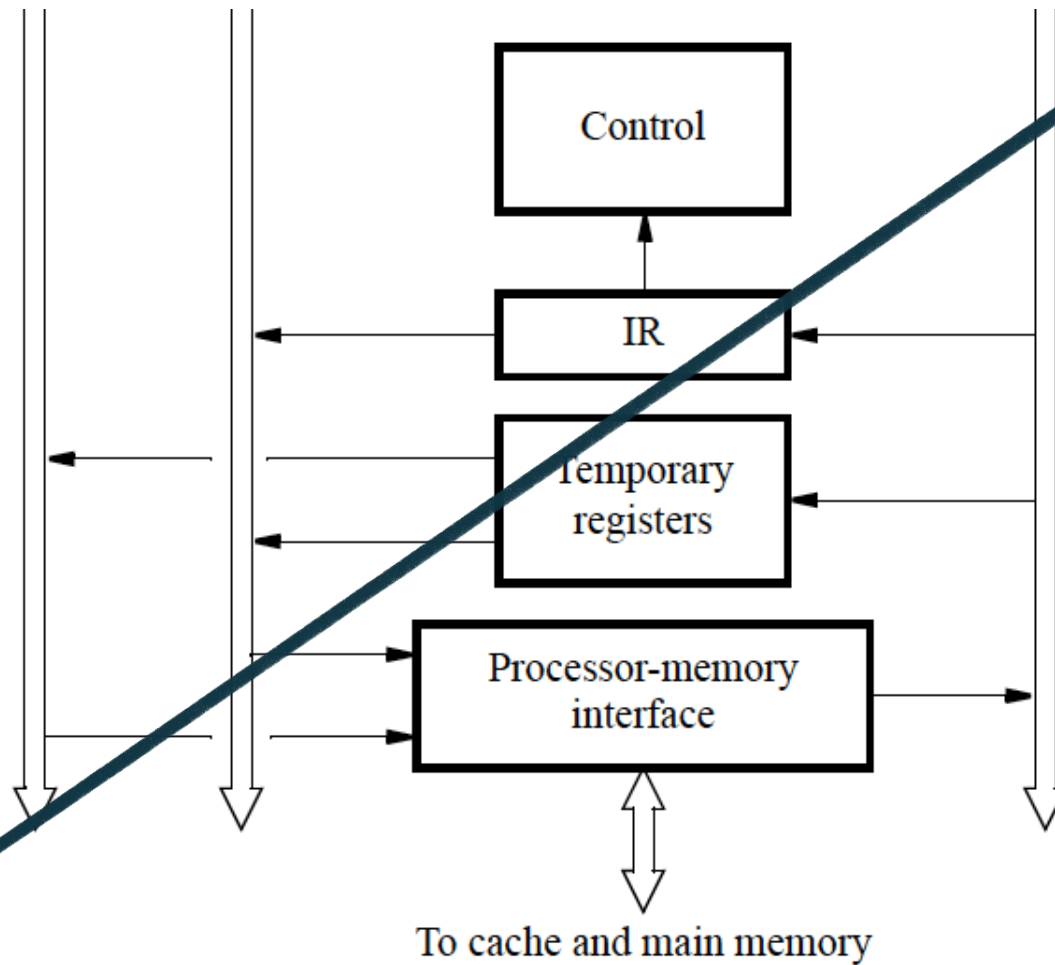 Control
IR
Temporary
registers
Processor-memory
interface
To cache and main memory